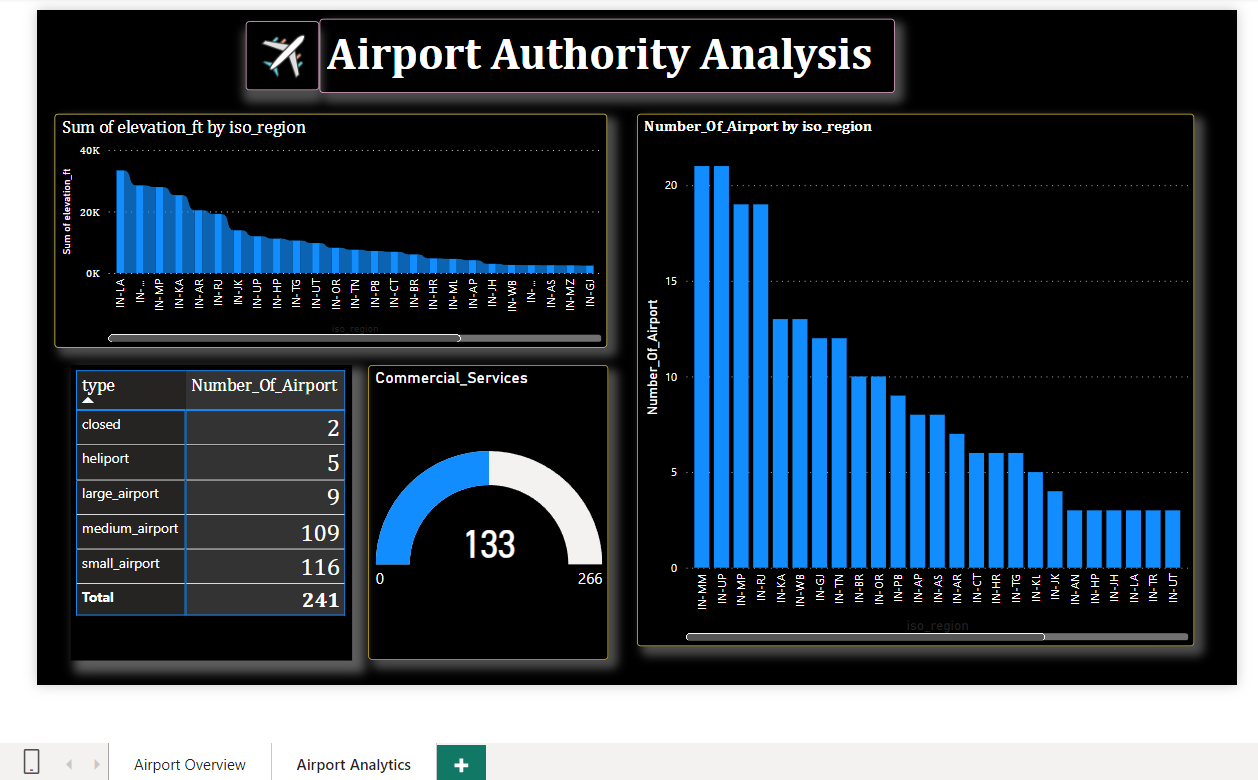 Airport Authority Analysis
Sum of elevation_ft by iso_region
40K
20K
0K
Sum of elevation_ft
IN-LA
IN-...
IN-MP
IN-KA
IN-AR
IN-RJ
IN-JK
IN-UP
IN-HP
IN-TG
IN-UT
IN-OR
IN-TN
IN-PB
IN-CT
IN-BR
IN-HR
IN-ML
IN-AP
IN-JH
IN-WB
IN-...
IN-AS
IN-MZ
IN-GJ
iso_region
type Number_Of_Airport
closed 2
heliport 5
large_airport 9
medium_airport 109
small_airport 116
Total 241
Commercial_Services
133
0 266
Number_Of_Airport by iso_region
20
15
10
5
0
Number_Of_Airport
IN-MM
IN-UP
IN-MP
IN-RJ
IN-KA
IN-WB
IN-GJ
IN-TN
IN-BR
IN-OR
IN-PB
IN-AP
IN-AS
IN-AR
IN-CT
IN-HR
IN-TG
IN-KL
IN-JK
IN-AN
IN-HP
IN-JH
IN-LA
IN-TR
IN-UT
iso_region
Airport Overview
Airport Analytics